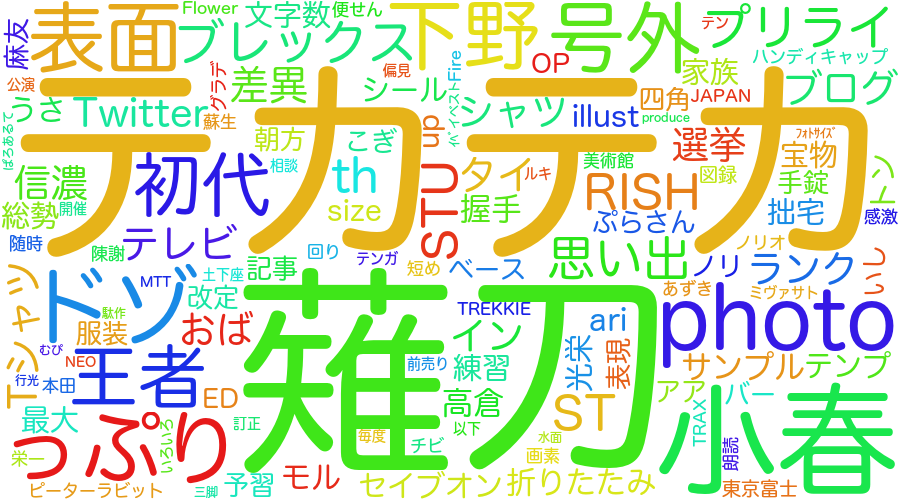 Flower
文字数
便せん
テン
プリライ
麻友
表面
ブレックス
下野
号外
Fire
OP
ハンディキャップ
公演
グラデ
差異
偏見
シール
家族
ブログ
うさ
Twitter
蘇生
テカテカ
シャツ
illust
四角
JAPAN
produce
ぱろあるて
朝方
こぎ
up
イベスト
選挙
フォトサイズ
信濃
初代
相談
th
STU
タイ
ルキ
美術館
図録
宝物
手錠
イン
総勢
開催
size
握手
RISH
拙宅
感激
随時
陳謝
テレビ
回り
テンガ
ぷらさん
思い出
ノリオ
ノリ
ランク
いし
Tシャツ
ドゾ
MTT
土下座
記事
短め
ベース
あずき
ミヴァサト
駄作
改定
服装
おば
薙刀
TREKKIE
ari
photo
むび
NEO
王者
前売り
イン
光栄
表現
サンプル
テンプ
行光
本田
ED
練習
最大
っぷり
いろいろ
訂正
高倉
以下
ST
アア
バー
TRAX
小春
毎度
チビ
水面
画素
朗読
栄一
ピーターラビット
三脚
予習
モル
セイブオン
折りたたみ
東京富士